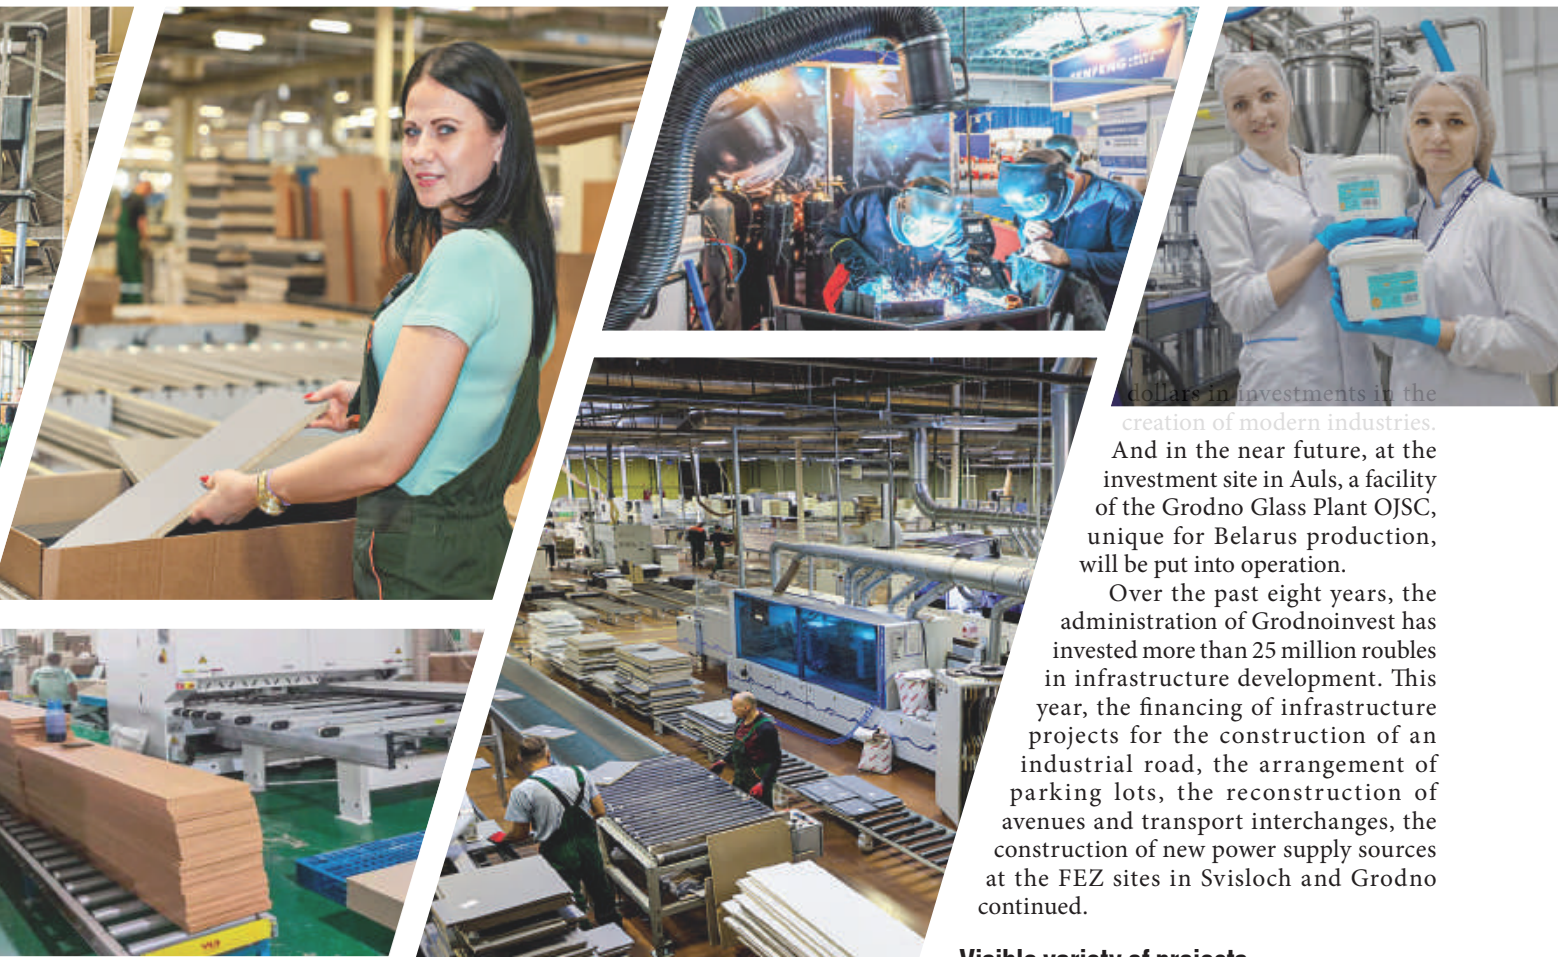 dollars in investments in the
creation of modern industries.
And in the near future, at the
investment site in Auls, a facility
of the Grodno Glass Plant OJSC,
unique for Belarus production,
will be put into operation.
Over the past eight years, the
administration of Grodnoinvest has
invested more than 25 million roubles
in infrastructure development. This
year, the financing of infrastructure
projects for the construction of an
industrial road, the arrangement of
parking lots, the reconstruction of
avenues and transport interchanges, the
construction of new power supply sources
at the FEZ sites in Svisloch and Grodno
continued.
Visible variety of projects